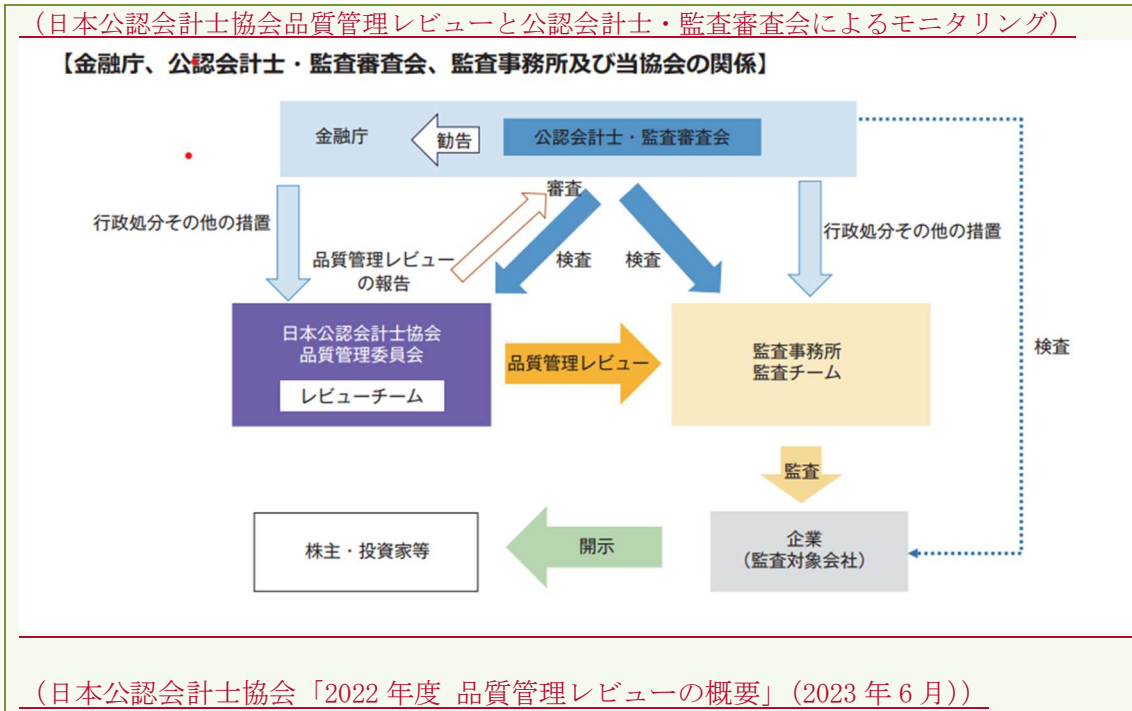 （日本公認会計士協会品質管理レビューと公認会計士・監査審査会によるモニタリング）
【金融庁、公認会計士・監査審査会、監査事務所及び当協会の関係】
金融庁
勧告
公認会計士・監査審査会
審査
行政処分その他の措置
品質管理レビュー
の報告
検査
検査
行政処分その他の措置
検査
日本公認会計士協会
品質管理委員会
レビューチーム
品質管理レビュー
監査事務所
監査チーム
監査
株主・投資家等
開示
企業
（監査対象会社）
（日本公認会計士協会「2022 年度 品質管理レビューの概要」（2023 年 6 月））